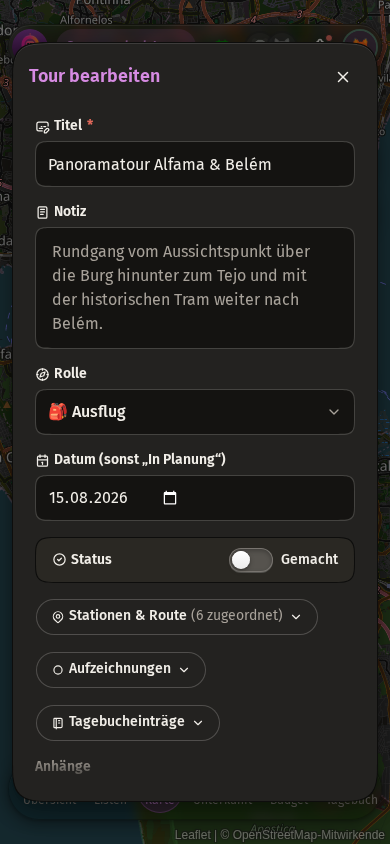 Alfornelos
Tour bearbeiten
Titel *
Panoramatour Alfama & Belém
Notiz
Rundgang vom Aussichtspunkt über
die Burg hinunter zum Tejo und mit
der historischen Tram weiter nach
Belém.
Rolle
Ausflug
Datum (sonst „In Planung“)
15.08.2026
Status
Gemacht
Stationen & Route (6 zugeordnet)
Aufzeichnungen
Tagebucheinträge
Anhänge
Leaflet | © OpenStreetMap-Mitwirkende